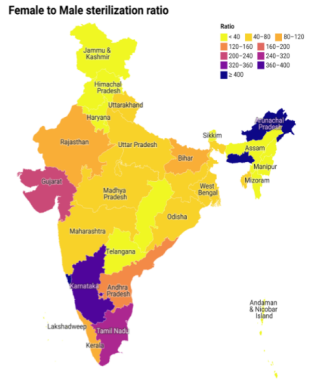 Female to Male sterilization ratio
Ratio
< 40 40–80 80–120
120–160 160–200
200–240 240–320
320–360 360–400
≥ 400
Jammu &
Kashmir
Himachal
Pradesh
Uttarakhand
Haryana
Arunachal
Pradesh
Sikkim
Rajasthan
Uttar Pradesh
Assam
Bihar
Manipur
Gujarat
Mizoram
Madhya
Pradesh
West
Bengal
Odisha
Maharashtra
Telangana
Karnataka
Andhra
Pradesh
Andaman
& Nicobar
Island
Lakshadweep
Tamil Nadu
Kerala